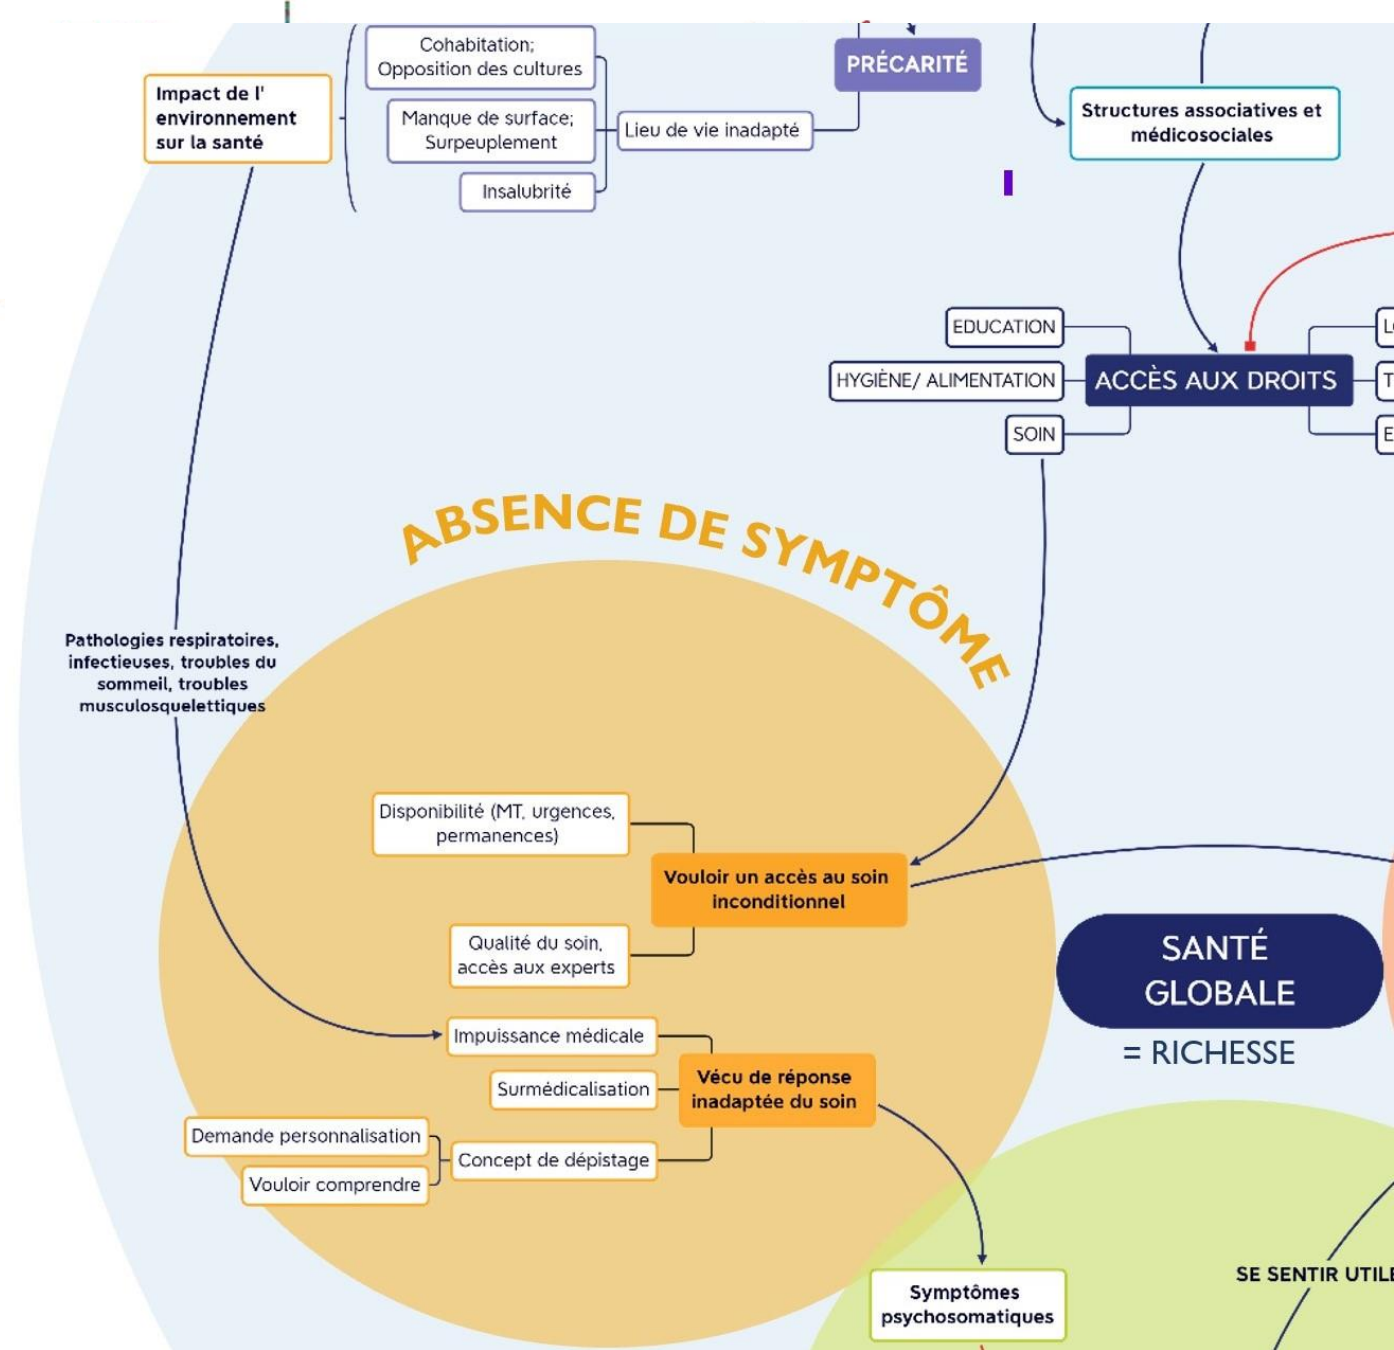 Cohabitation;
Opposition des cultures
PRÉCARITÉ
Impact de l'
environnement
sur la santé
Manque de surface;
Surpeuplement
Lieu de vie inadapté
Insalubrité
Structures associatives et
médicosociales
EDUCATION
HYGIÈNE/ ALIMENTATION
SOIN
ACCÈS AUX DROITS
ABSENCE DE SYMPTÔME
Pathologies respiratoires,
infectieuses, troubles du
sommeil, troubles
musculosquelettiques
Disponibilité (MT, urgences,
permanences)
Vouloir un accès au soin
inconditionnel
Qualité du soin,
accès aux experts
SANTÉ
GLOBALE
= RICHESSE
Impuissance médicale
Surmédicalisation
Vécu de réponse
inadaptée du soin
Demande personnalisation
Vouloir comprendre
Concept de dépistage
Symptômes
psychosomatiques
SE SENTIR UTILE